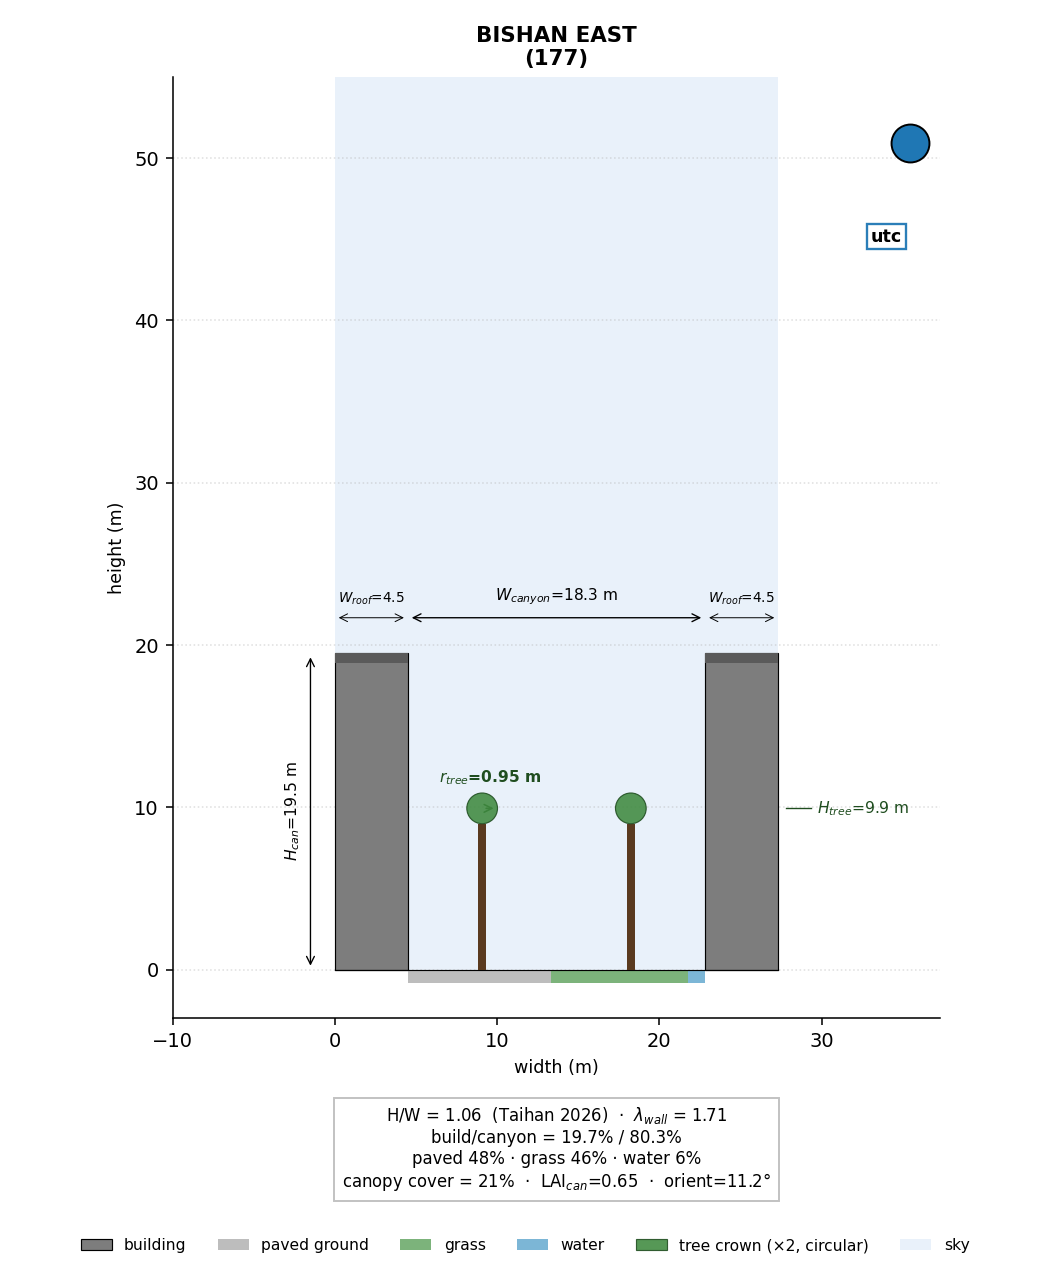 BISHAN EAST
(177)
50
utc
40
30
height (m)
W_roof=4.5
W_canyon=18.3 m
W_roof=4.5
20
H_can=19.5 m
r_tree=0.95 m
10
H_tree=9.9 m
0
−10
0
10
20
30
width (m)
H/W = 1.06 (Taihan 2026) · λ_wall = 1.71
build/canyon = 19.7% / 80.3%
paved 48% · grass 46% · water 6%
canopy cover = 21% · LAI_can=0.65 · orient=11.2°
building
paved ground
grass
water
tree crown (×2, circular)
sky